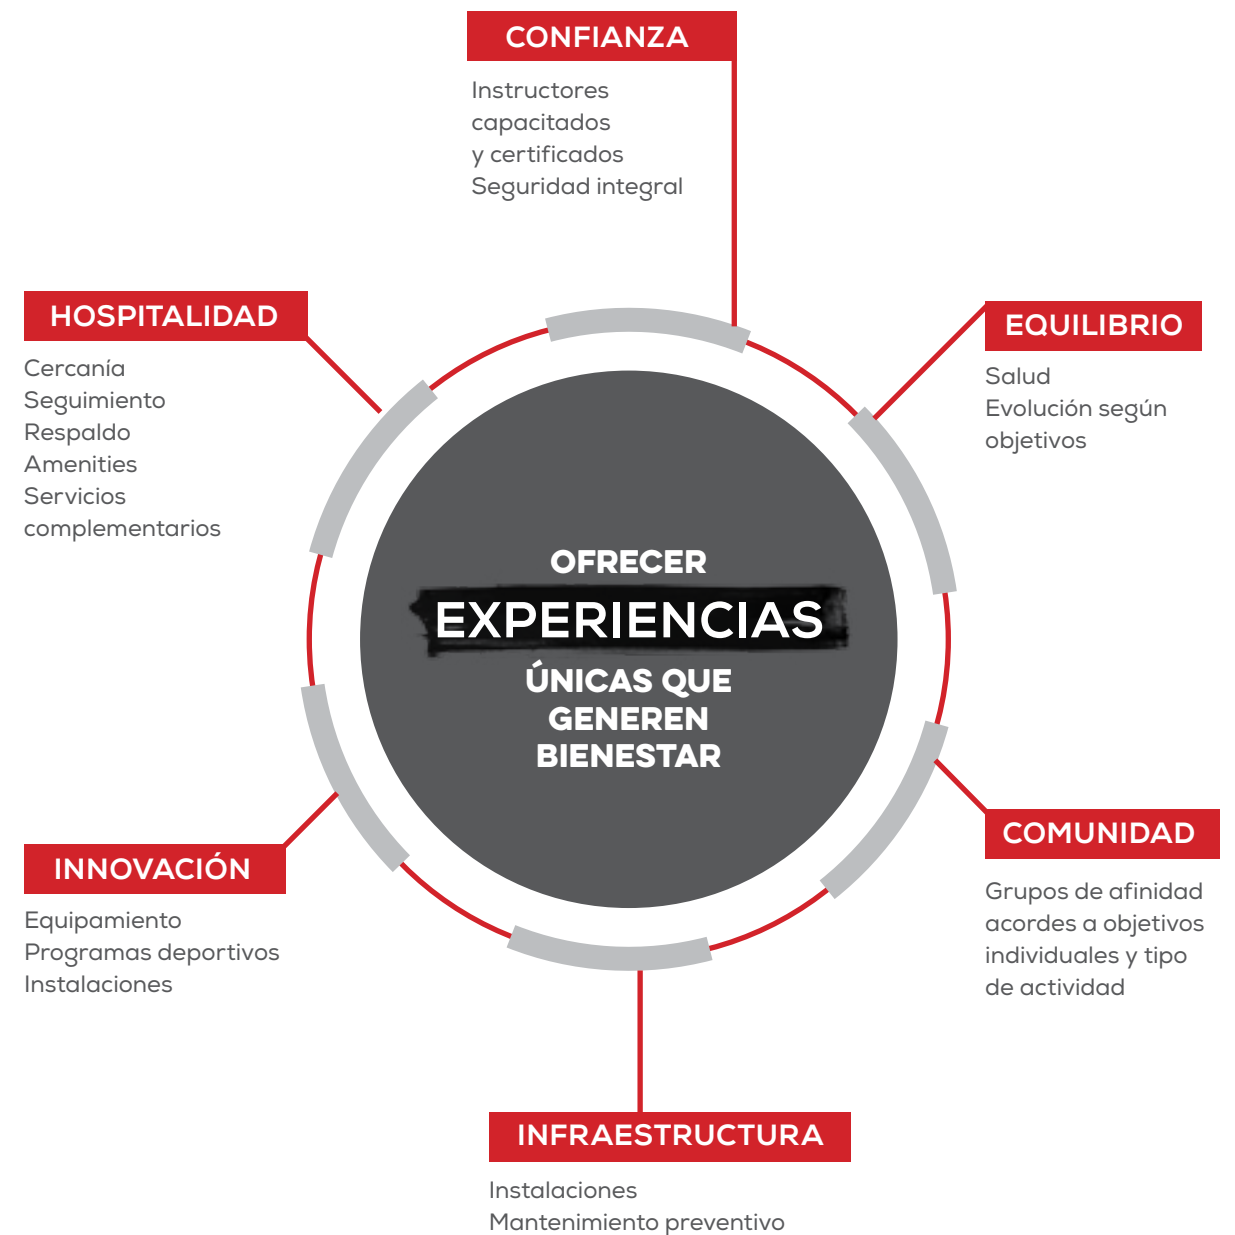 CONFIANZA
Instructores
capacitados
y certificados
Seguridad integral
HOSPITALIDAD
Cercanía
Seguimiento
Respaldo
Amenities
Servicios
complementarios
EQUILIBRIO
Salud
Evolución según
objetivos
OFRECER
EXPERIENCIAS
ÚNICAS QUE
GENEREN
BIENESTAR
INNOVACIÓN
Equipamiento
Programas deportivos
Instalaciones
COMUNIDAD
Grupos de afinidad
acordes a objetivos
individuales y tipo
de actividad
INFRAESTRUCTURA
Instalaciones
Mantenimiento preventivo